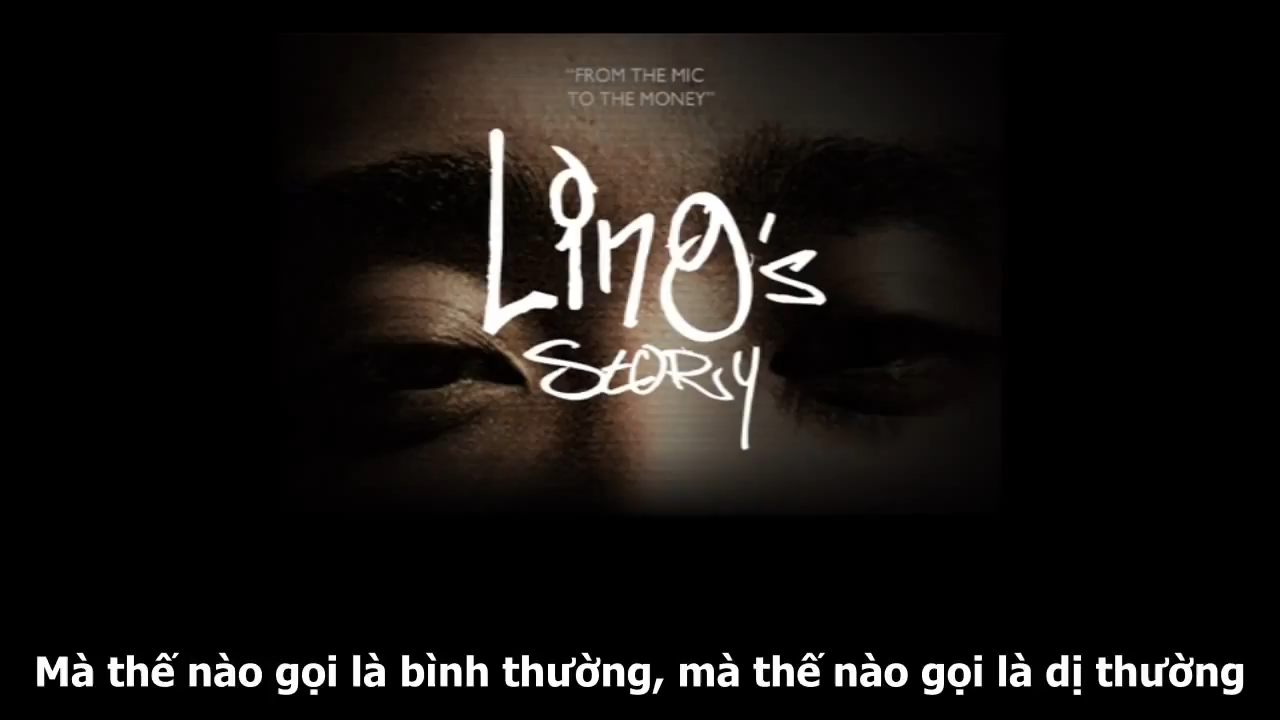 "FROM THE MIC
TO THE MONEY"
Ling's
Story
Mà thế nào gọi là bình thường, mà thế nào gọi là dị thường